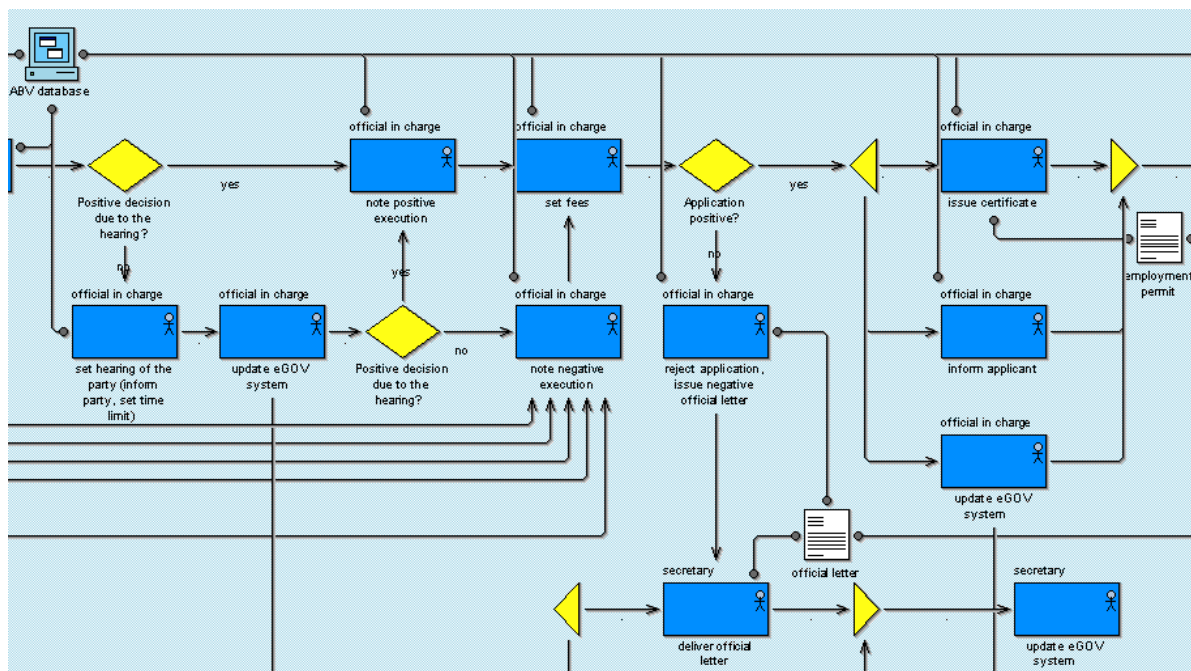 ABV database
official in charge
official in charge
official in charge
yes
yes
Positive decision
due to the
hearing?
note positive
execution
set fees
Application
positive?
issue certificate
no
yes
no
employment
permit
official in charge
official in charge
official in charge
official in charge
official in charge
no
set hearing of the
party (inform
party, set time
limit)
update eGOV
system
Positive decision
due to the
hearing?
note negative
execution
reject application,
issue negative
official letter
inform applicant
official in charge
update eGOV
system
official letter
secretary
secretary
deliver official
letter
update eGOV
system